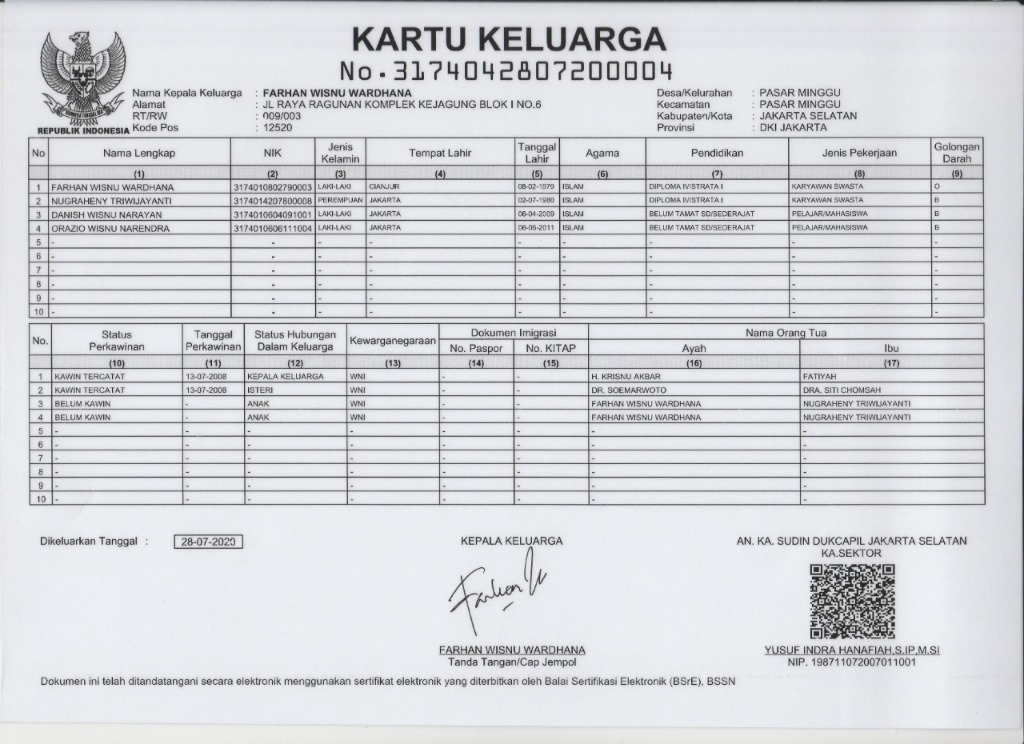 KARTU KELUARGA
No. 3174042807200004
REPUBLIK INDONESIA
Nama Kepala Keluarga : FARHAN WISNU WARDHANA
Alamat : JL RAYA RAGUNAN KOMPLEK KEJAGUNG BLOK I NO.6
RT/RW : 009/003
Kode Pos : 12520
Desa/Kelurahan : PASAR MINGGU
Kecamatan : PASAR MINGGU
Kabupaten/Kota : JAKARTA SELATAN
Provinsi : DKI JAKARTA
No Nama Lengkap NIK Jenis Kelamin Tempat Lahir Tanggal Lahir Agama Pendidikan Jenis Pekerjaan Golongan Darah
(1) (2) (3) (4) (5) (6) (7) (8) (9)
1 FARHAN WISNU WARDHANA 3174010802790003 LAKI-LAKI CIANJUR 08-02-1979 ISLAM DIPLOMA IV/STRATA I KARYAWAN SWASTA O
2 NUGRAHENY TRIWIJAYANTI 3174014207800008 PEREMPUAN JAKARTA 02-07-1980 ISLAM DIPLOMA IV/STRATA I KARYAWAN SWASTA B
3 DANISH WISNU NARAYAN 3174010604091001 LAKI-LAKI JAKARTA 06-04-2009 ISLAM BELUM TAMAT SD/SEDERAJAT PELAJAR/MAHASISWA B
4 ORAZIO WISNU NARENDRA 3174010606111004 LAKI-LAKI JAKARTA 06-06-2011 ISLAM BELUM TAMAT SD/SEDERAJAT PELAJAR/MAHASISWA B
5 - - - - - - - - -
6 - - - - - - - - -
7 - - - - - - - - -
8 - - - - - - - - -
9 - - - - - - - - -
10 - - - - - - - - -
No. Status Perkawinan Tanggal Perkawinan Status Hubungan Dalam Keluarga Kewarganegaraan Dokumen Imigrasi Nama Orang Tua
No. Paspor No. KITAP Ayah Ibu
(10) (11) (12) (13) (14) (15) (16) (17)
1 KAWIN TERCATAT 13-07-2008 KEPALA KELUARGA WNI - - H. KRISNU AKBAR FATIYAH
2 KAWIN TERCATAT 13-07-2008 ISTERI WNI - - DR. SOEMARWOTO DRA. SITI CHOMSAH
3 BELUM KAWIN - ANAK WNI - - FARHAN WISNU WARDHANA NUGRAHENY TRIWIJAYANTI
4 BELUM KAWIN - ANAK WNI - - FARHAN WISNU WARDHANA NUGRAHENY TRIWIJAYANTI
5 - - - - - - - -
6 - - - - - - - -
7 - - - - - - - -
8 - - - - - - - -
9 - - - - - - - -
10 - - - - - - - -
Dikeluarkan Tanggal : 28-07-2020
KEPALA KELUARGA
Farhan
FARHAN WISNU WARDHANA
Tanda Tangan/Cap Jempol
AN. KA. SUDIN DUKCAPIL JAKARTA SELATAN
KA.SEKTOR
YUSUF INDRA HANAFIAH,S.IP,M.SI
NIP. 198711072007011001
Dokumen ini telah ditandatangani secara elektronik menggunakan sertifikat elektronik yang diterbitkan oleh Balai Sertifikasi Elektronik (BSrE), BSSN